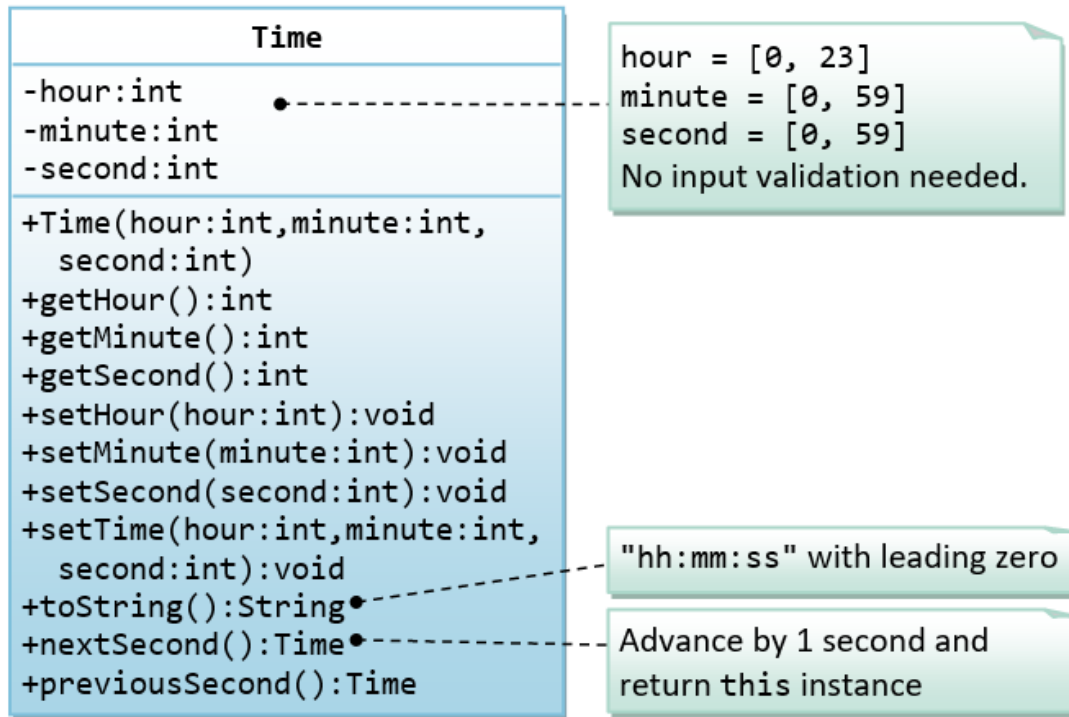 Time
-hour:int
-minute:int
-second:int
+Time(hour:int,minute:int,
second:int)
+getHour():int
+getMinute():int
+getSecond():int
+setHour(hour:int):void
+setMinute(minute:int):void
+setSecond(second:int):void
+setTime(hour:int,minute:int,
second:int):void
+toString():String
+nextSecond():Time
+previousSecond():Time
hour = [0, 23]
minute = [0, 59]
second = [0, 59]
No input validation needed.
"hh:mm:ss" with leading zero
Advance by 1 second and
return this instance